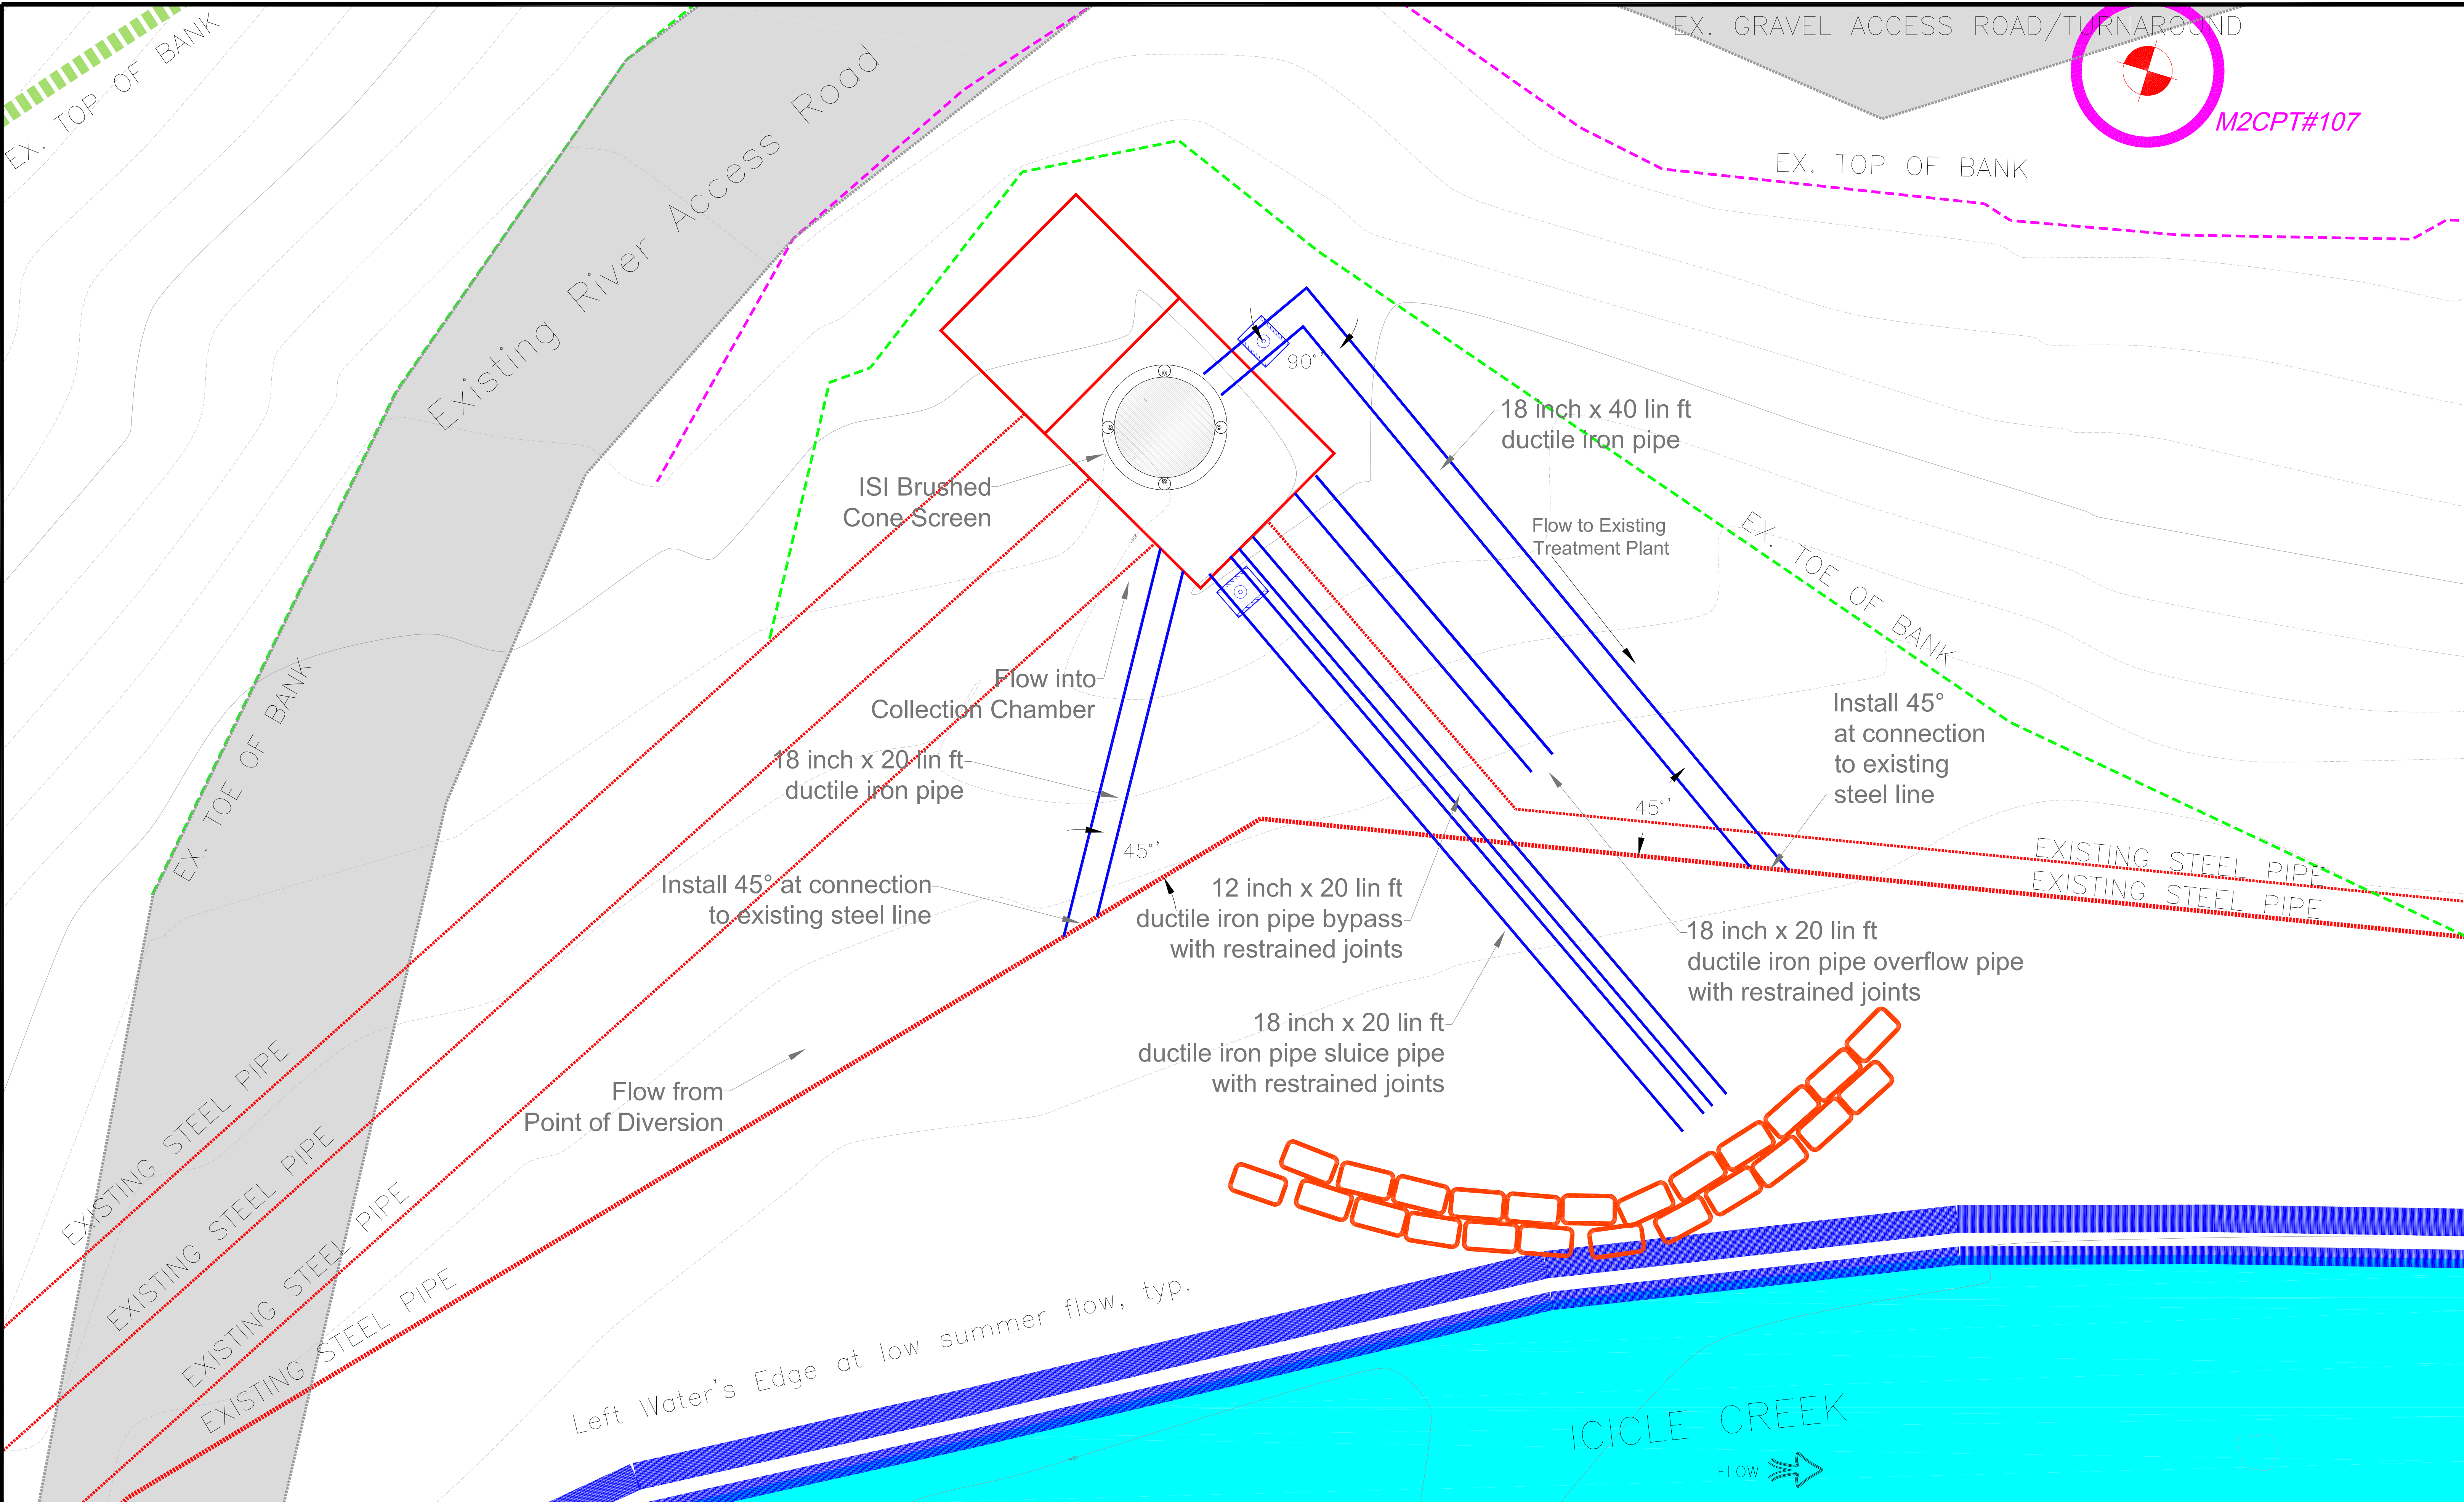 EX. GRAVEL ACCESS ROAD/TURNAROUND
EX. TOP OF BANK
M2CPT#107
EX. TOP OF BANK
Existing River Access Road
90°'
18 inch x 40 lin ft
ductile iron pipe
ISI Brushed
Cone Screen
Flow to Existing
Treatment Plant
EX. TOE OF BANK
Flow into
Collection Chamber
Install 45°
at connection
to existing
steel line
EX. TOE OF BANK
18 inch x 20 lin ft
ductile iron pipe
45°'
45°'
EXISTING STEEL PIPE
EXISTING STEEL PIPE
Install 45° at connection
to existing steel line
12 inch x 20 lin ft
ductile iron pipe bypass
with restrained joints
18 inch x 20 lin ft
ductile iron pipe overflow pipe
with restrained joints
18 inch x 20 lin ft
ductile iron pipe sluice pipe
with restrained joints
Flow from
Point of Diversion
EXISTING STEEL PIPE
EXISTING STEEL PIPE
EXISTING STEEL PIPE
EXISTING STEEL PIPE
Left Water's Edge at low summer flow, typ.
ICICLE CREEK
FLOW